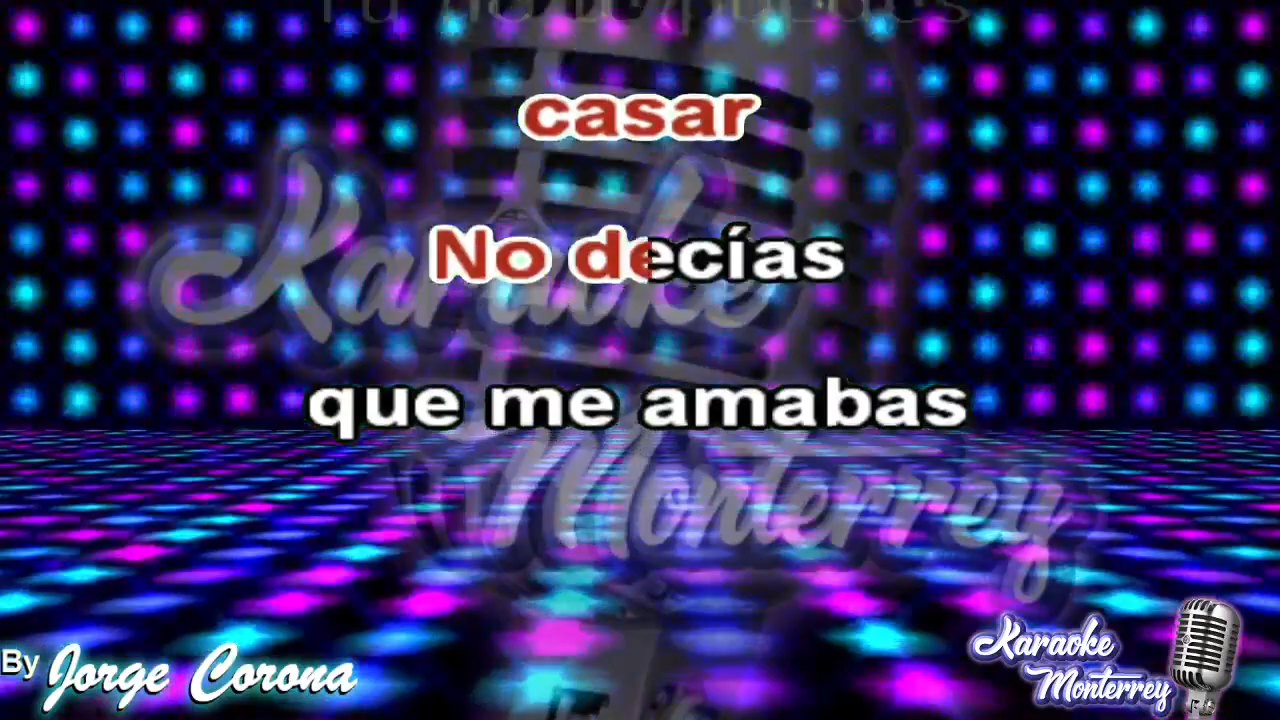 casar
No decías
que me amabas
Karaoke
Monterrey
By Jorge Corona
Karaoke
Monterrey